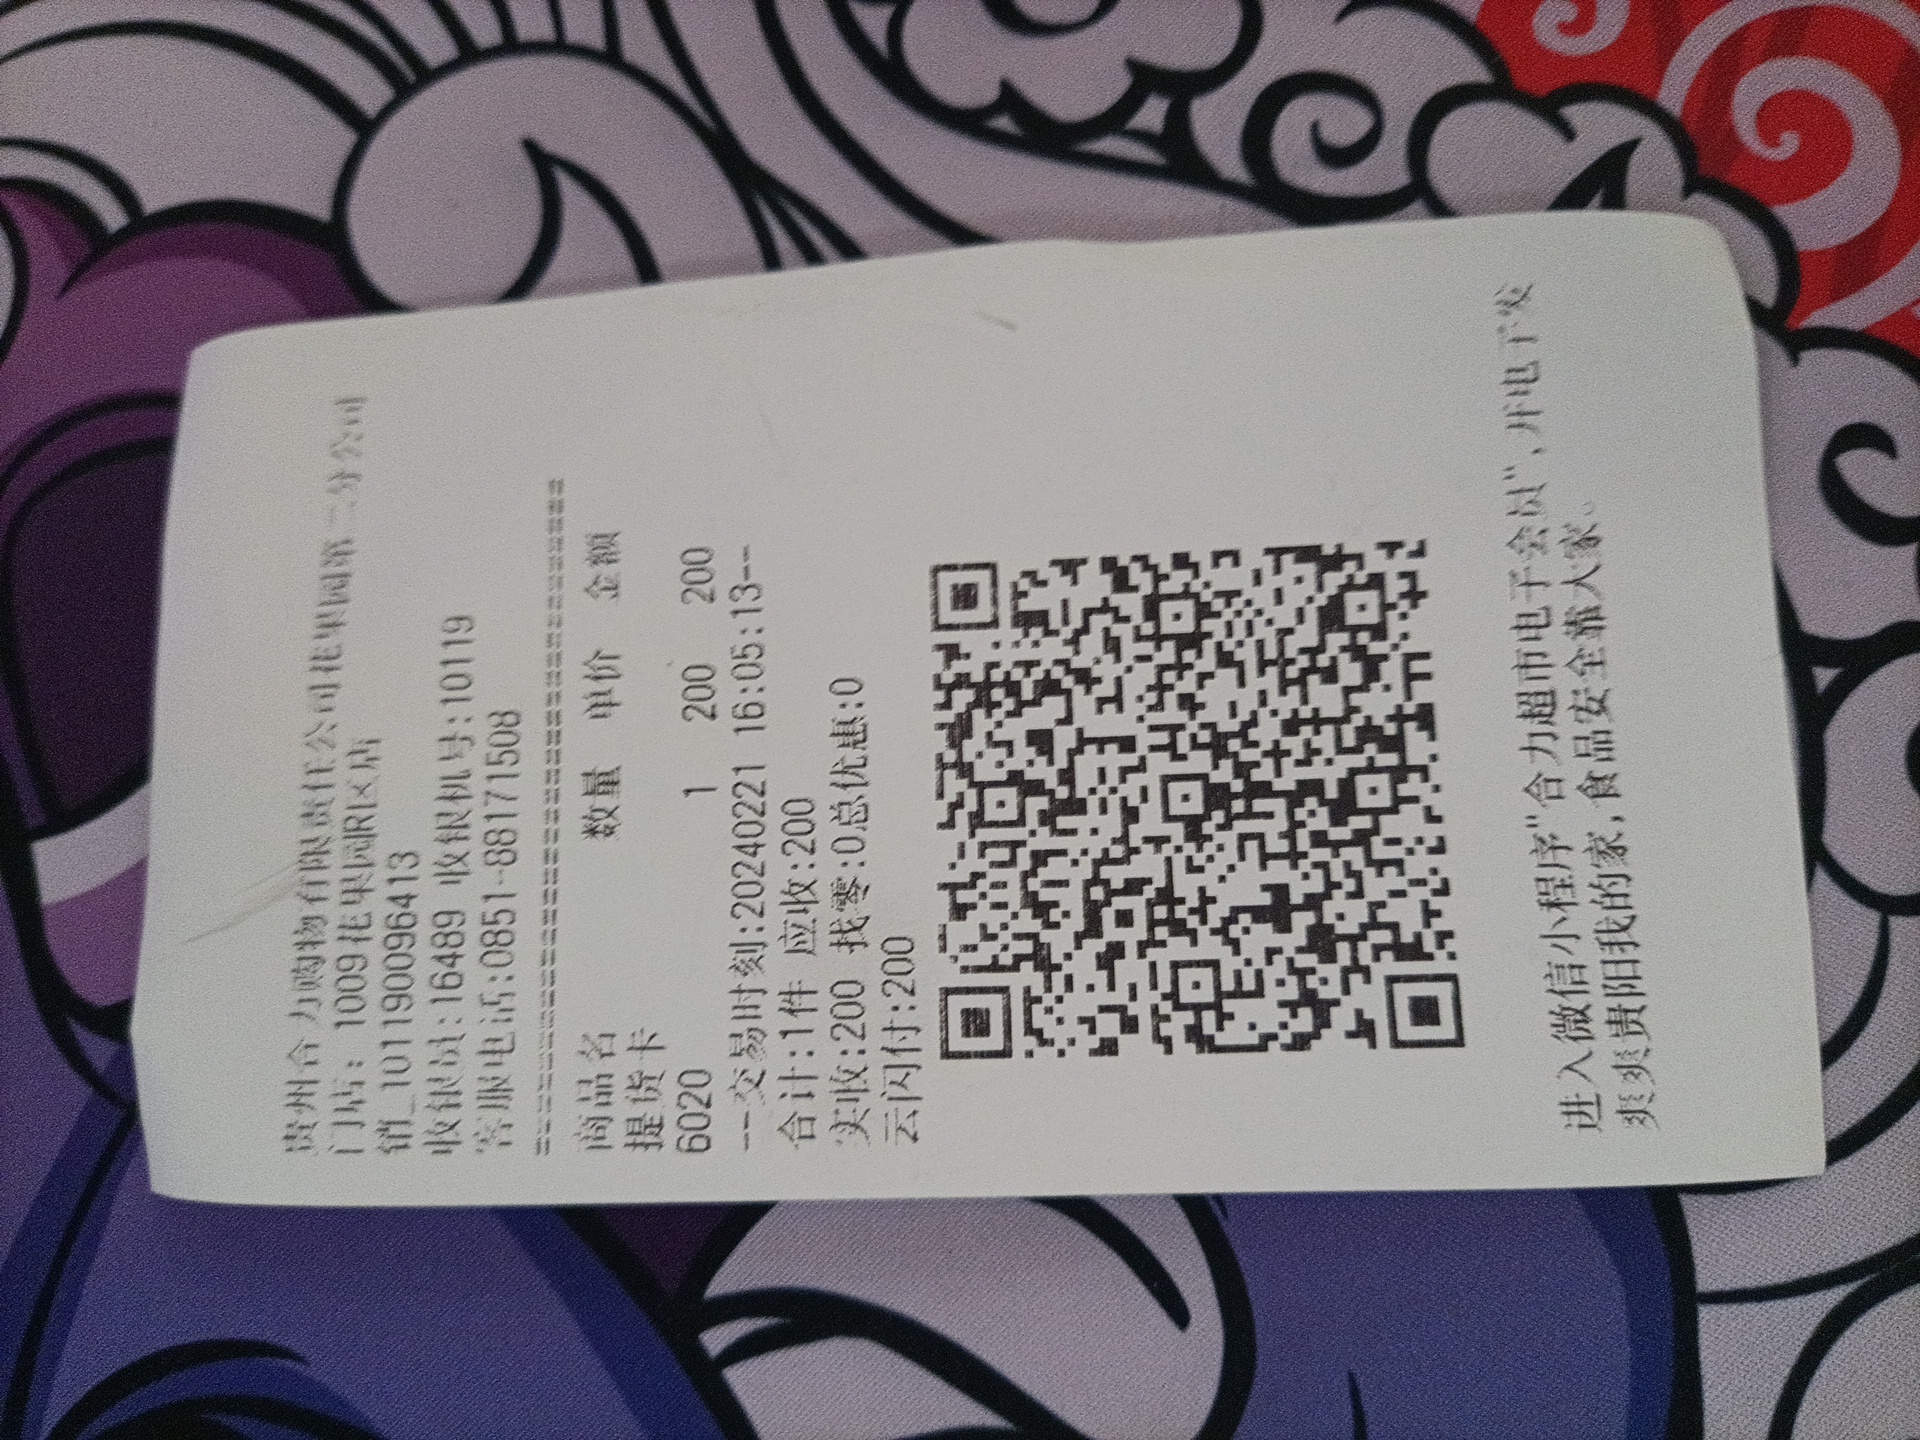 贵州合力购物有限责任公司花果园第二分公司
门店: 1009花果园R区店
销_1011900096413
收银员:16489 收银机号:10119
客服电话:0851-88171508
================================
商品名 数量 单价 金额
提货卡
6020 1 200 200
--交易时刻:20240221 16:05:13--
合计:1件 应收:200
实收:200 找零:0总优惠:0
云闪付:200
进入微信小程序"合力超市电子会员",开电子发
爽爽贵阳我的家,食品安全靠大家。